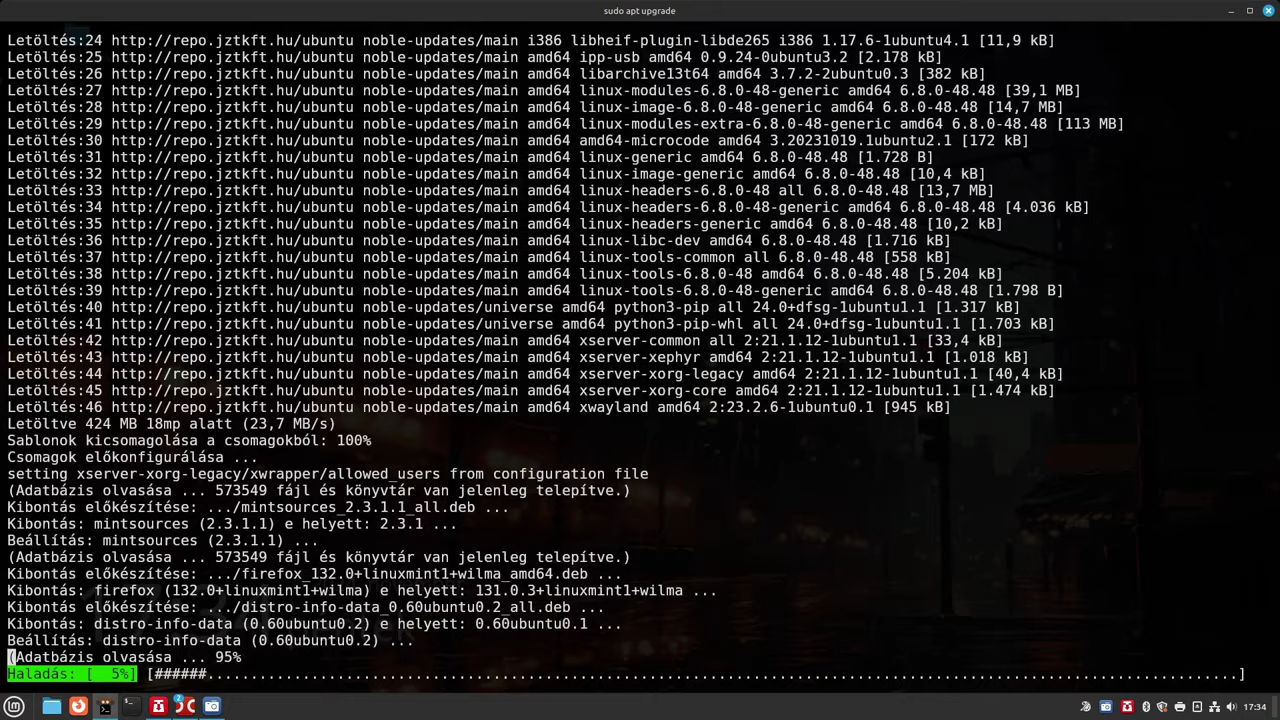 sudo apt upgrade
Letöltés:24 http://repo.jztkft.hu/ubuntu noble-updates/main i386 libheif-plugin-libde265 i386 1.17.6-1ubuntu4.1 [11,9 kB]
Letöltés:25 http://repo.jztkft.hu/ubuntu noble-updates/main amd64 ipp-usb amd64 0.9.24-0ubuntu3.2 [2.178 kB]
Letöltés:26 http://repo.jztkft.hu/ubuntu noble-updates/main amd64 libarchive13t64 amd64 3.7.2-2ubuntu0.3 [382 kB]
Letöltés:27 http://repo.jztkft.hu/ubuntu noble-updates/main amd64 linux-modules-6.8.0-48-generic amd64 6.8.0-48.48 [39,1 MB]
Letöltés:28 http://repo.jztkft.hu/ubuntu noble-updates/main amd64 linux-image-6.8.0-48-generic amd64 6.8.0-48.48 [14,7 MB]
Letöltés:29 http://repo.jztkft.hu/ubuntu noble-updates/main amd64 linux-modules-extra-6.8.0-48-generic amd64 6.8.0-48.48 [113 MB]
Letöltés:30 http://repo.jztkft.hu/ubuntu noble-updates/main amd64 amd64-microcode amd64 3.20231019.1ubuntu2.1 [172 kB]
Letöltés:31 http://repo.jztkft.hu/ubuntu noble-updates/main amd64 linux-generic amd64 6.8.0-48.48 [1.728 B]
Letöltés:32 http://repo.jztkft.hu/ubuntu noble-updates/main amd64 linux-image-generic amd64 6.8.0-48.48 [10,4 kB]
Letöltés:33 http://repo.jztkft.hu/ubuntu noble-updates/main amd64 linux-headers-6.8.0-48 all 6.8.0-48.48 [13,7 MB]
Letöltés:34 http://repo.jztkft.hu/ubuntu noble-updates/main amd64 linux-headers-6.8.0-48-generic amd64 6.8.0-48.48 [4.036 kB]
Letöltés:35 http://repo.jztkft.hu/ubuntu noble-updates/main amd64 linux-headers-generic amd64 6.8.0-48.48 [10,2 kB]
Letöltés:36 http://repo.jztkft.hu/ubuntu noble-updates/main amd64 linux-libc-dev amd64 6.8.0-48.48 [1.716 kB]
Letöltés:37 http://repo.jztkft.hu/ubuntu noble-updates/main amd64 linux-tools-common all 6.8.0-48.48 [558 kB]
Letöltés:38 http://repo.jztkft.hu/ubuntu noble-updates/main amd64 linux-tools-6.8.0-48 amd64 6.8.0-48.48 [5.204 kB]
Letöltés:39 http://repo.jztkft.hu/ubuntu noble-updates/main amd64 linux-tools-6.8.0-48-generic amd64 6.8.0-48.48 [1.798 B]
Letöltés:40 http://repo.jztkft.hu/ubuntu noble-updates/universe amd64 python3-pip all 24.0+dfsg-1ubuntu1.1 [1.317 kB]
Letöltés:41 http://repo.jztkft.hu/ubuntu noble-updates/universe amd64 python3-pip-whl all 24.0+dfsg-1ubuntu1.1 [1.703 kB]
Letöltés:42 http://repo.jztkft.hu/ubuntu noble-updates/main amd64 xserver-common all 2:21.1.12-1ubuntu1.1 [33,4 kB]
Letöltés:43 http://repo.jztkft.hu/ubuntu noble-updates/main amd64 xserver-xephyr amd64 2:21.1.12-1ubuntu1.1 [1.018 kB]
Letöltés:44 http://repo.jztkft.hu/ubuntu noble-updates/main amd64 xserver-xorg-legacy amd64 2:21.1.12-1ubuntu1.1 [40,4 kB]
Letöltés:45 http://repo.jztkft.hu/ubuntu noble-updates/main amd64 xserver-xorg-core amd64 2:21.1.12-1ubuntu1.1 [1.474 kB]
Letöltés:46 http://repo.jztkft.hu/ubuntu noble-updates/main amd64 xwayland amd64 2:23.2.6-1ubuntu0.1 [945 kB]
Letöltve 424 MB 18mp alatt (23,7 MB/s)
Sablonok kicsomagolása a csomagokból: 100%
Csomagok előkonfigurálása ...
setting xserver-xorg-legacy/xwrapper/allowed_users from configuration file
(Adatbázis olvasása ... 573549 fájl és könyvtár van jelenleg telepítve.)
Kibontás előkészítése: .../mintsources_2.3.1.1_all.deb ...
Kibontás: mintsources (2.3.1.1) e helyett: 2.3.1 ...
Beállítás: mintsources (2.3.1.1) ...
(Adatbázis olvasása ... 573549 fájl és könyvtár van jelenleg telepítve.)
Kibontás előkészítése: .../firefox_132.0+linuxmint1+wilma_amd64.deb ...
Kibontás: firefox (132.0+linuxmint1+wilma) e helyett: 131.0.3+linuxmint1+wilma ...
Kibontás előkészítése: .../distro-info-data_0.60ubuntu0.2_all.deb ...
Kibontás: distro-info-data (0.60ubuntu0.2) e helyett: 0.60ubuntu0.1 ...
Beállítás: distro-info-data (0.60ubuntu0.2) ...
(Adatbázis olvasása ... 95%
Haladás: [  5%] [######..............................................................................................................................]
2
17:34